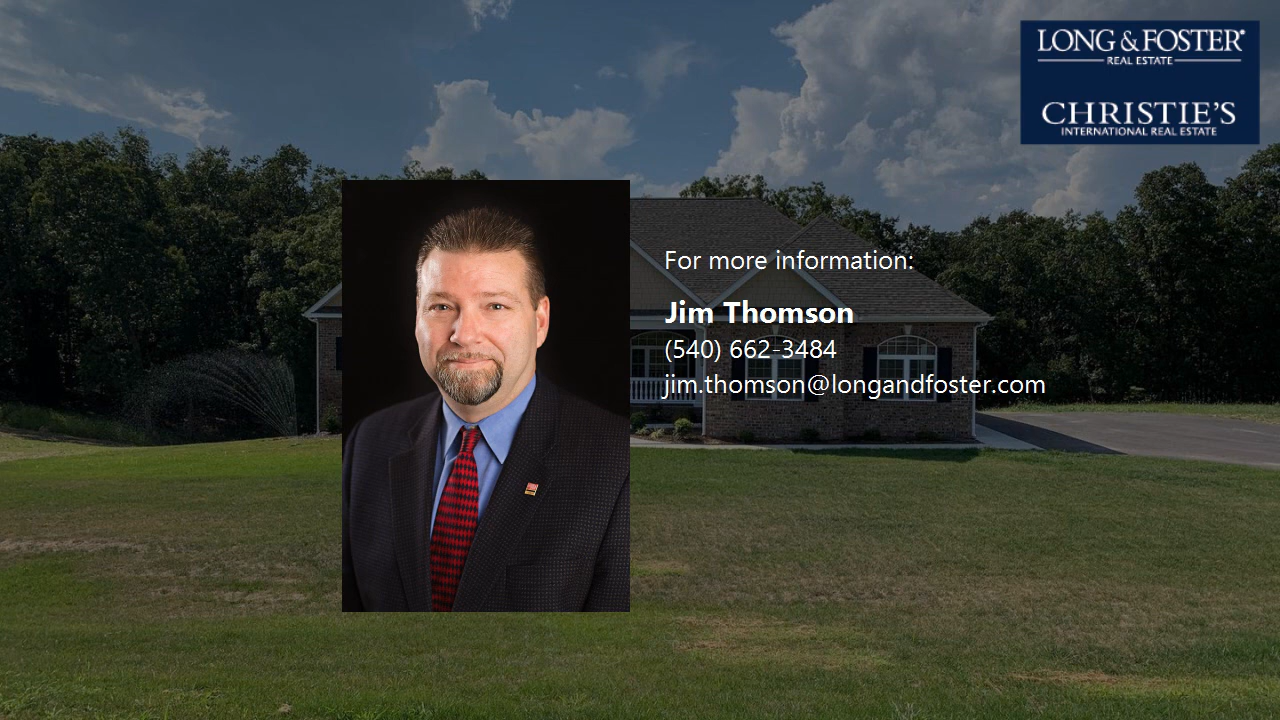 LONG & FOSTER®
REAL ESTATE
CHRISTIE'S
INTERNATIONAL REAL ESTATE
For more information:
Jim Thomson
(540) 662-3484
jim.thomson@longandfoster.com